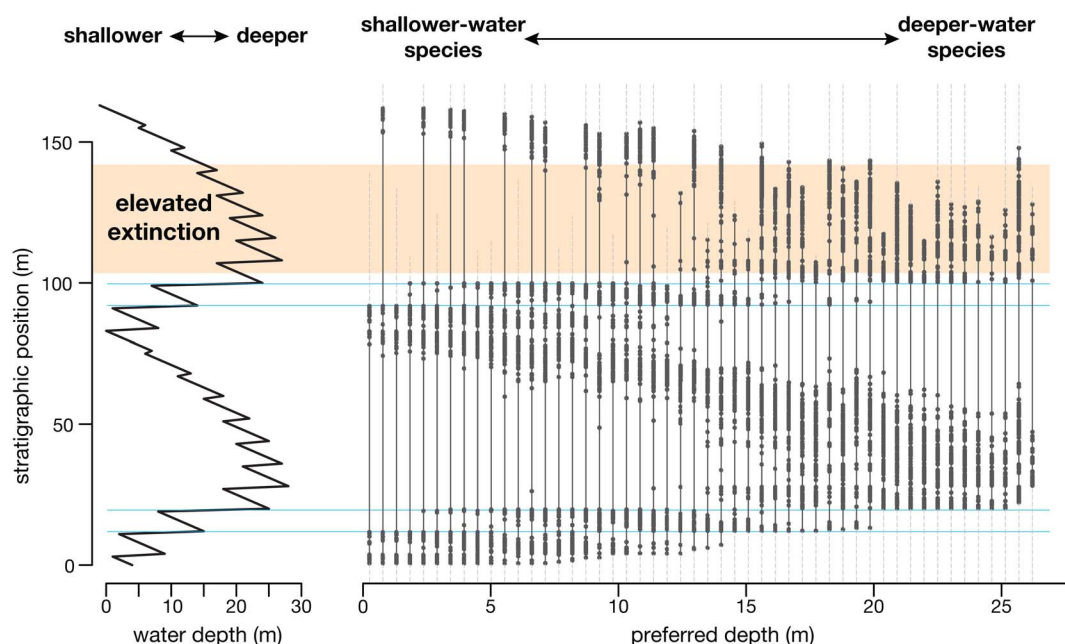 shallower deeper
shallower-water
species
deeper-water
species
150
elevated
extinction
100
50
0
stratigraphic position (m)
0 10 20 30
water depth (m)
0 5 10 15 20 25
preferred depth (m)